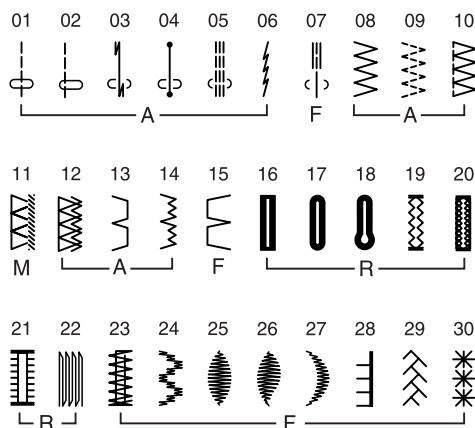 01 02 03 04 05 06 07 08 09 10
A F A
11 12 13 14 15 16 17 18 19 20
M A F R
21 22 23 24 25 26 27 28 29 30
R F